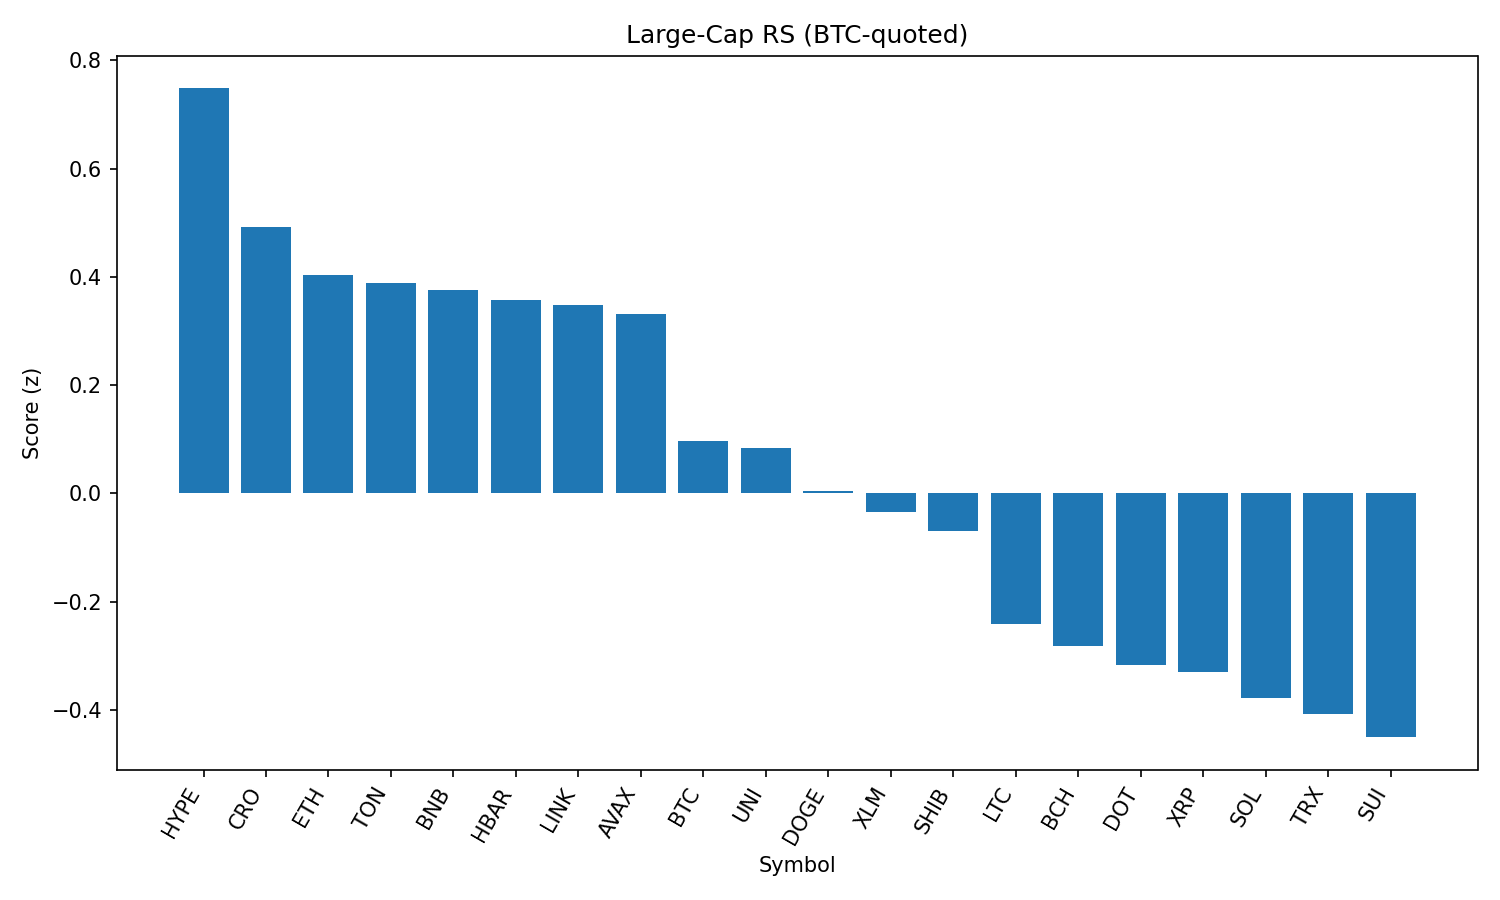 Large-Cap RS (BTC-quoted)
Score (z)
0.8
0.6
0.4
0.2
0.0
−0.2
−0.4
HYPE
CRO
ETH
TON
BNB
HBAR
LINK
AVAX
BTC
UNI
DOGE
XLM
SHIB
LTC
BCH
DOT
XRP
SOL
TRX
SUI
Symbol